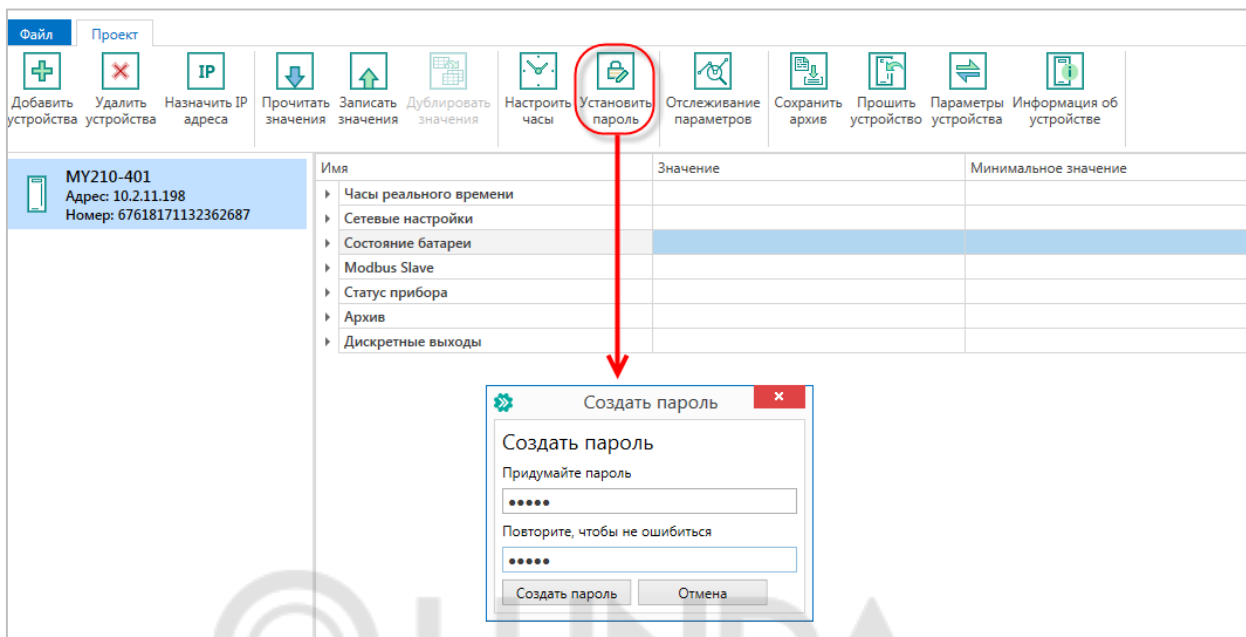 Файл Проект
IP
Добавить Удалить Назначить IP Прочитать Записать Дублировать Настроить Установить Отслеживание Сохранить Прошить Параметры Информация об
устройства устройства адреса значения значения значения часы пароль параметров архив устройство устройства устройстве
МУ210-401
Адрес: 10.2.11.198
Номер: 67618171132362687
Имя Значение Минимальное значение
Часы реального времени
Сетевые настройки
Состояние батареи
Modbus Slave
Статус прибора
Архив
Дискретные выходы
Создать пароль
Создать пароль
Придумайте пароль
•••••
Повторите, чтобы не ошибиться
•••••
Создать пароль Отмена